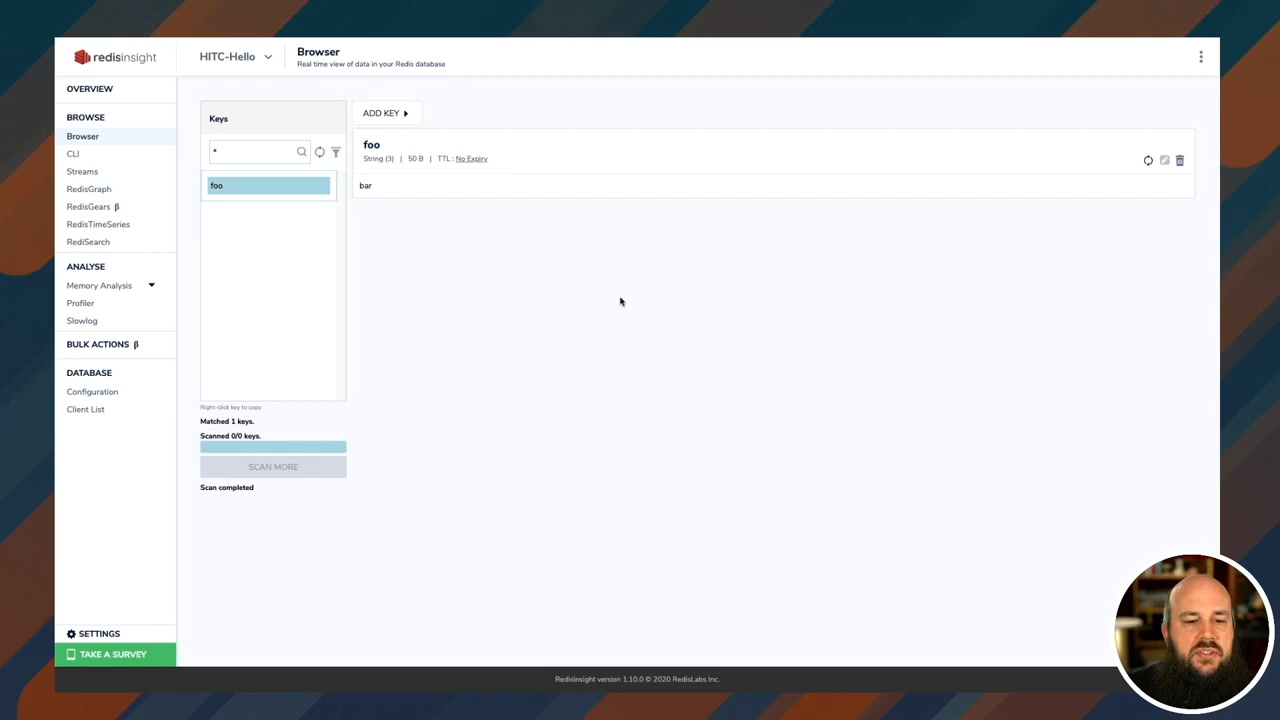 redisinsight
HITC-Hello
Browser
Real time view of data in your Redis database
OVERVIEW
BROWSE
Browser
CLI
Streams
RedisGraph
RedisGears β
RedisTimeSeries
RediSearch
ANALYSE
Memory Analysis
Profiler
Slowlog
BULK ACTIONS β
DATABASE
Configuration
Client List
SETTINGS
TAKE A SURVEY
Keys
*
foo
Right-click key to copy
Matched 1 keys.
Scanned 0/0 keys.
SCAN MORE
Scan completed
ADD KEY
foo
String (3) | 50 B | TTL : No Expiry
bar
RedisInsight version 1.10.0 © 2020 RedisLabs Inc.